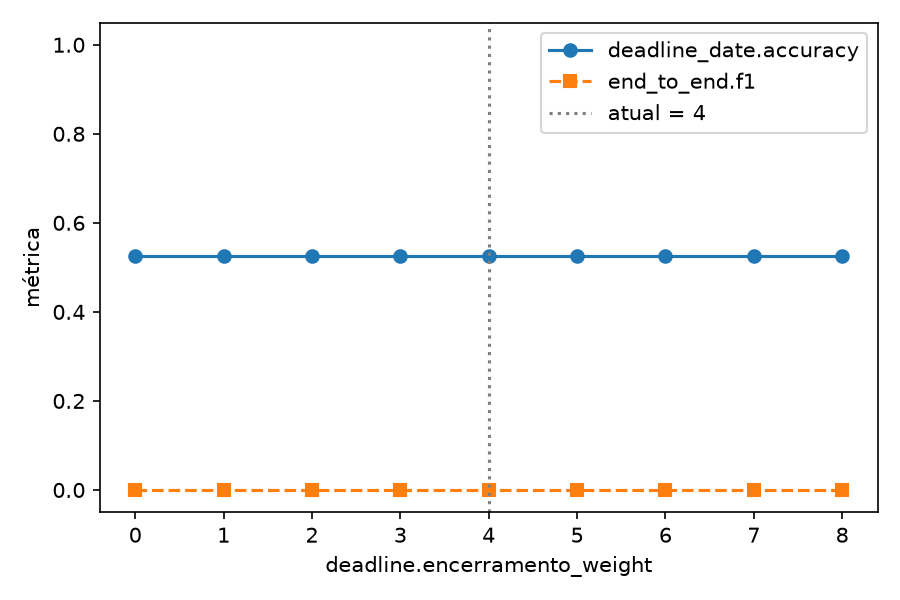 deadline_date.accuracy
end_to_end.f1
atual = 4
1.0
0.8
0.6
0.4
0.2
0.0
métrica
0 1 2 3 4 5 6 7 8
deadline.encerramento_weight